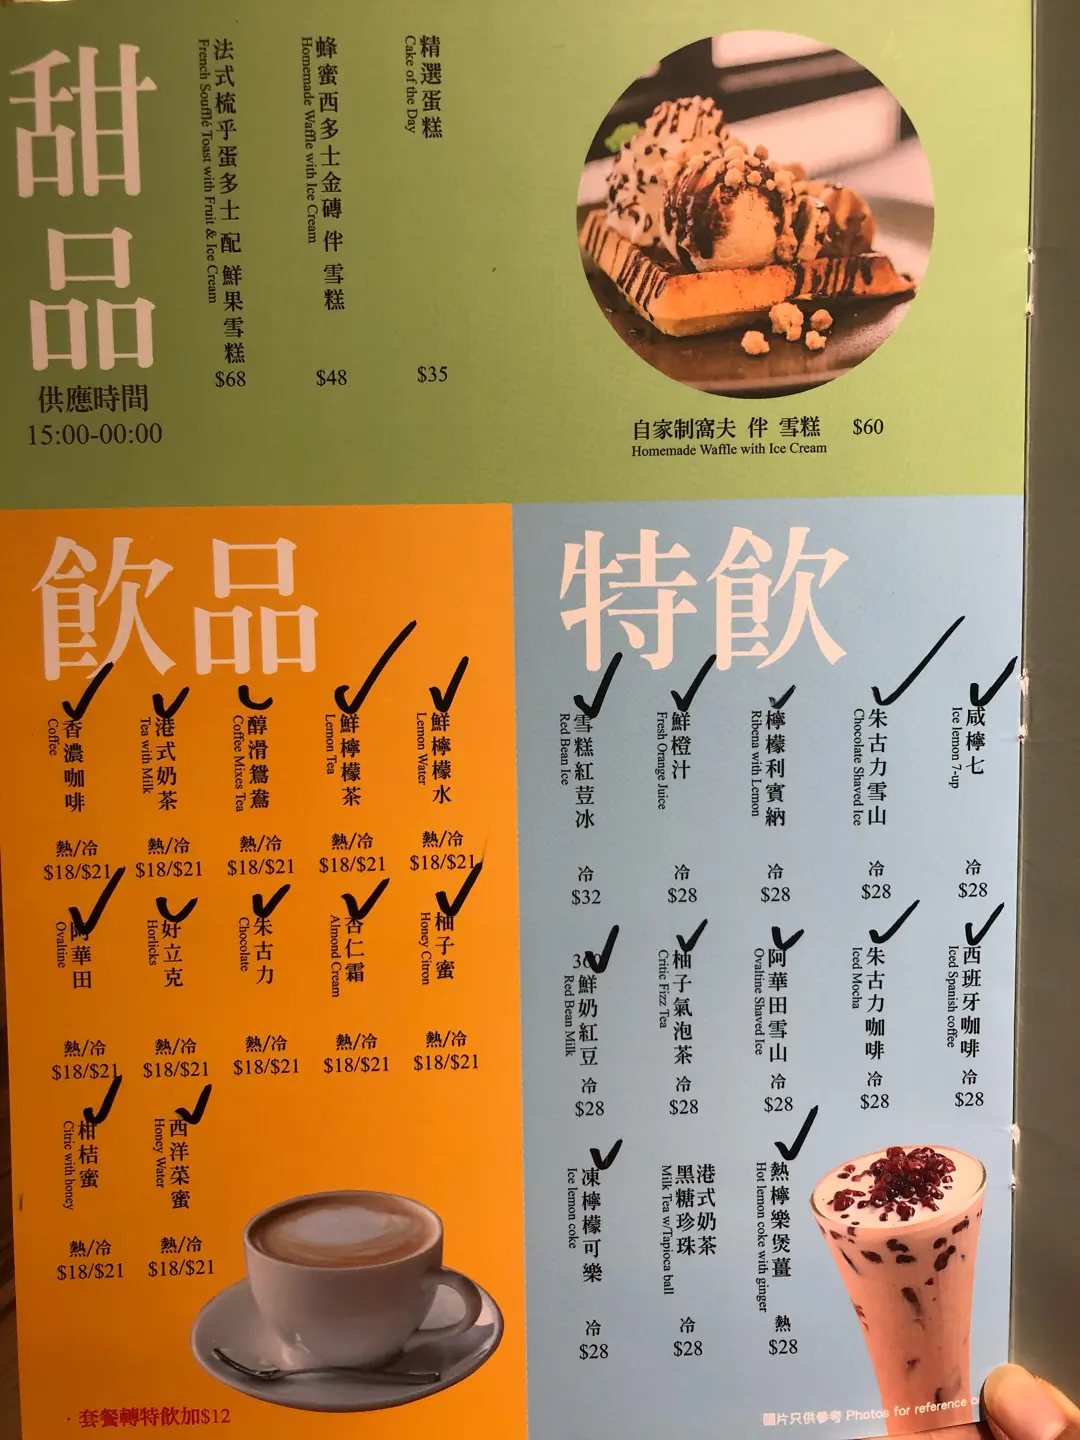 甜品
供應時間
15:00-00:00
法式梳乎蛋多士 配 鮮果雪糕
French Soufflé Toast with Fruit & Ice Cream
$68
蜂蜜西多士金磚 伴 雪糕
Homemade Waffle with Ice Cream
$48
精選蛋糕
Cake of the Day
$35
自家制窩夫 伴 雪糕 $60
Homemade Waffle with Ice Cream
飲品
香濃咖啡
Coffee
熱/冷
$18/$21
港式奶茶
Tea with Milk
熱/冷
$18/$21
醇滑鴛鴦
Coffee Mixes Tea
熱/冷
$18/$21
鮮檸檬茶
Lemon Tea
熱/冷
$18/$21
鮮檸檬水
Lemon Water
熱/冷
$18/$21
阿華田
Ovaltine
熱/冷
$18/$21
好立克
Horlicks
熱/冷
$18/$21
朱古力
Chocolate
熱/冷
$18/$21
杏仁霜
Almond Cream
熱/冷
$18/$21
柚子蜜
Honey Citron
熱/冷
$18/$21
柑桔蜜
Citric with honey
熱/冷
$18/$21
西洋菜蜜
Honey Water
熱/冷
$18/$21
· 套餐轉特飲加$12
特飲
雪糕紅荳冰
Red Bean Ice
冷
$32
鮮橙汁
Fresh Orange Juice
冷
$28
檸檬利賓納
Ribena with Lemon
冷
$28
朱古力雪山
Chocolate Shaved Ice
冷
$28
咸檸七
Ice lemon 7-up
冷
$28
鮮奶紅豆
Red Bean Milk
冷
$28
柚子氣泡茶
Critic Fizz Tea
冷
$28
阿華田雪山
Ovaltine Shaved Ice
冷
$28
朱古力咖啡
Iced Mocha
冷
$28
西班牙咖啡
Iced Spanish coffee
冷
$28
凍檸檬可樂
Ice lemon coke
冷
$28
港式奶茶
黑糖珍珠
Milk Tea w/Tapioca ball
冷
$28
熱檸樂煲薑
Hot lemon coke with ginger
熱
$28
圖片只供參考 Photos for reference